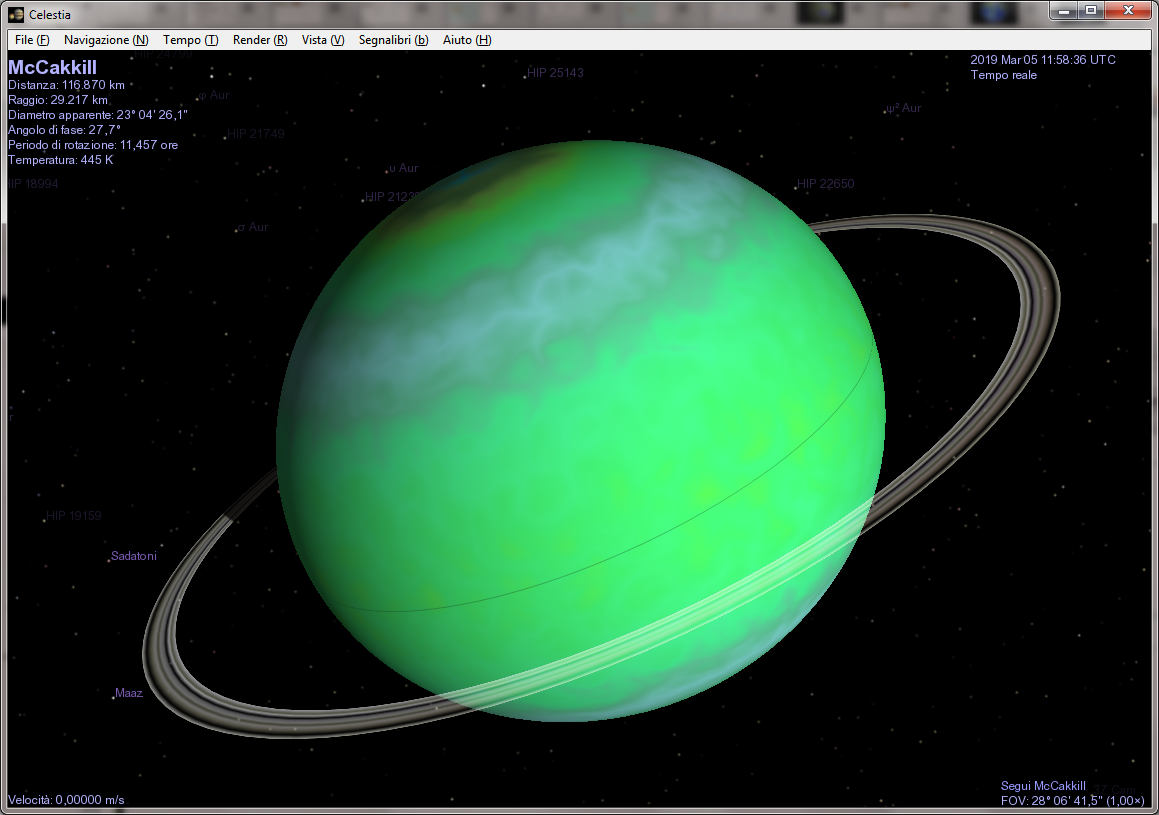 Celestia
File (F) Navigazione (N) Tempo (T) Render (R) Vista (V) Segnalibri (b) Aiuto (H)
McCakkill
Distanza: 116.870 km
Raggio: 29.217 km
Diametro apparente: 23° 04' 26,1"
Angolo di fase: 27,7°
Periodo di rotazione: 11,457 ore
Temperatura: 445 K
2019 Mar 05 11:58:36 UTC
Tempo reale
HIP 25143
φ Aur
ψ² Aur
HIP 21749
υ Aur
HIP 18994
HIP 22650
σ Aur
HIP 19159
Sadatoni
Maaz
Velocità: 0,00000 m/s
Segui McCakkill
FOV: 28° 06' 41,5" (1,00×)